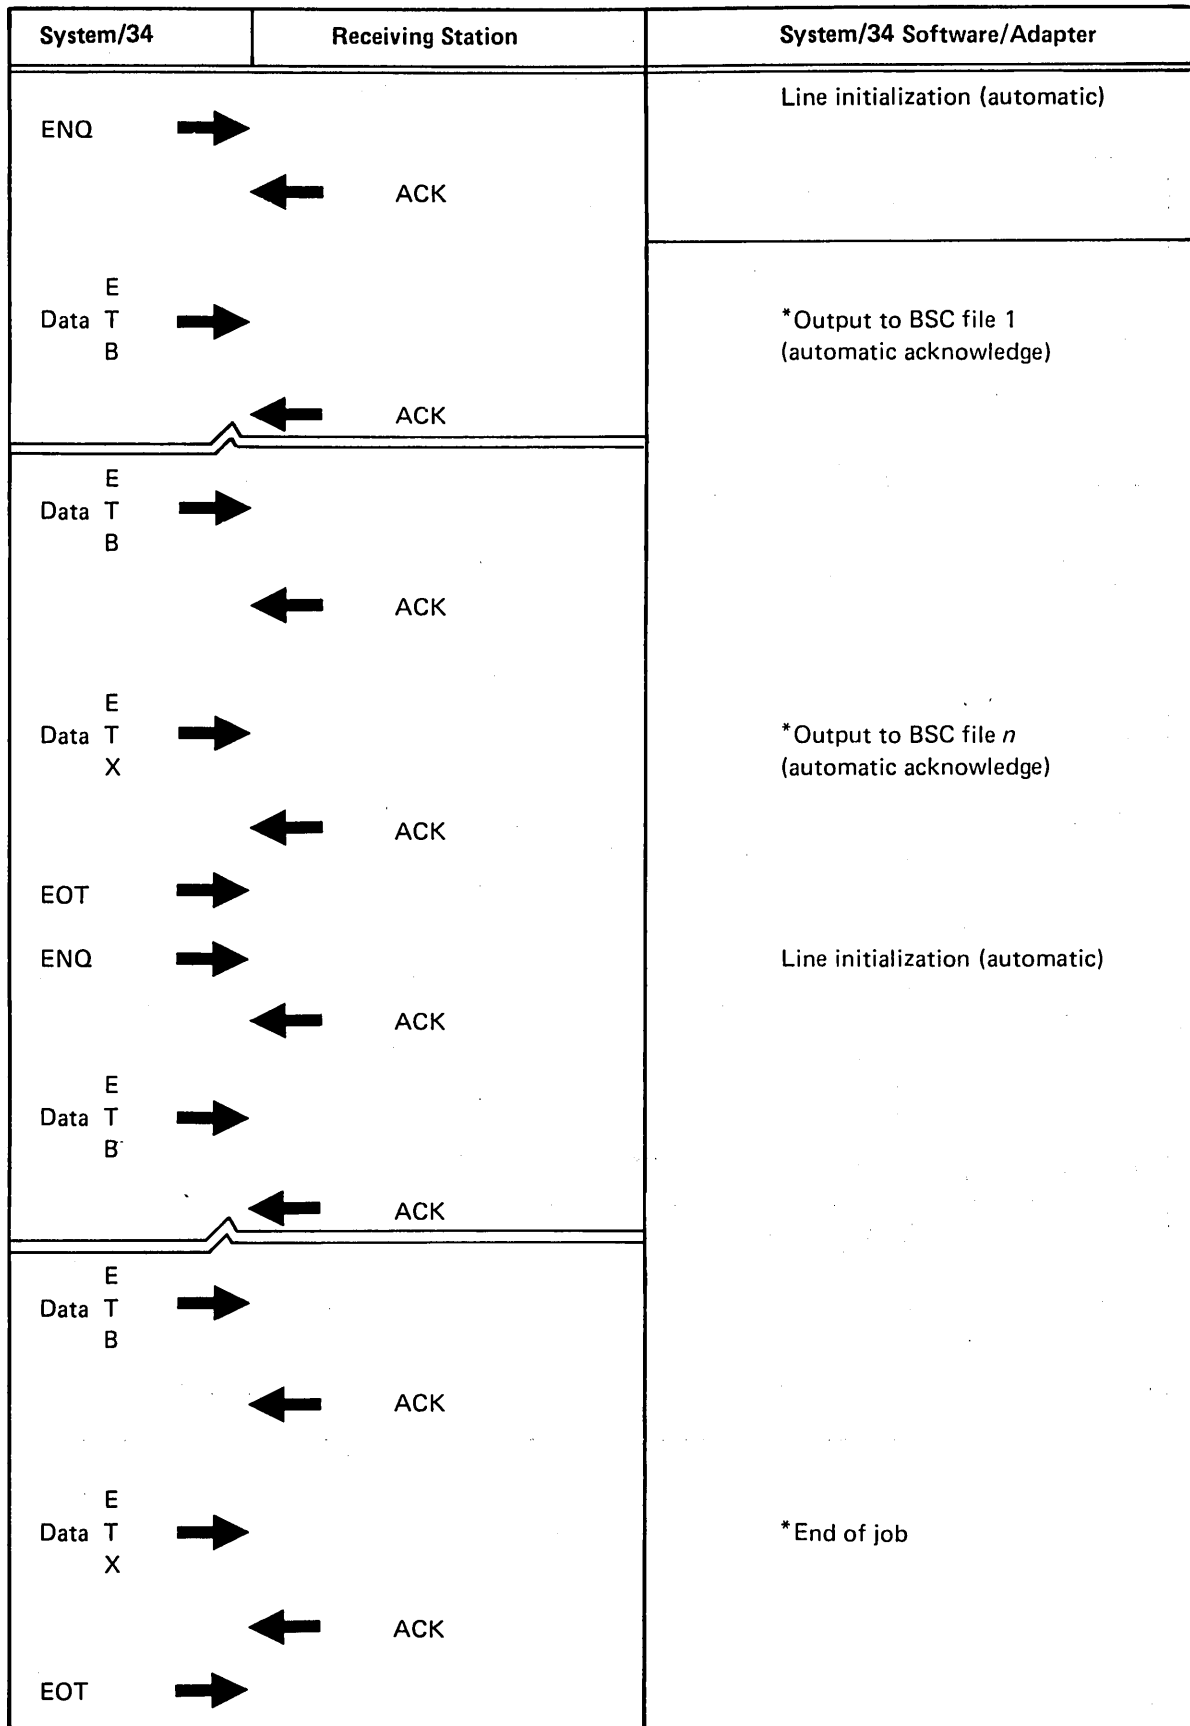 System/34 Receiving Station System/34 Software/Adapter
Line initialization (automatic)
ENQ
ACK
E
Data T
B
*Output to BSC file 1
(automatic acknowledge)
ACK
E
Data T
B
ACK
E
Data T
X
*Output to BSC file n
(automatic acknowledge)
ACK
EOT
ENQ Line initialization (automatic)
ACK
E
Data T
B
ACK
E
Data T
B
ACK
E
Data T *End of job
X
ACK
EOT